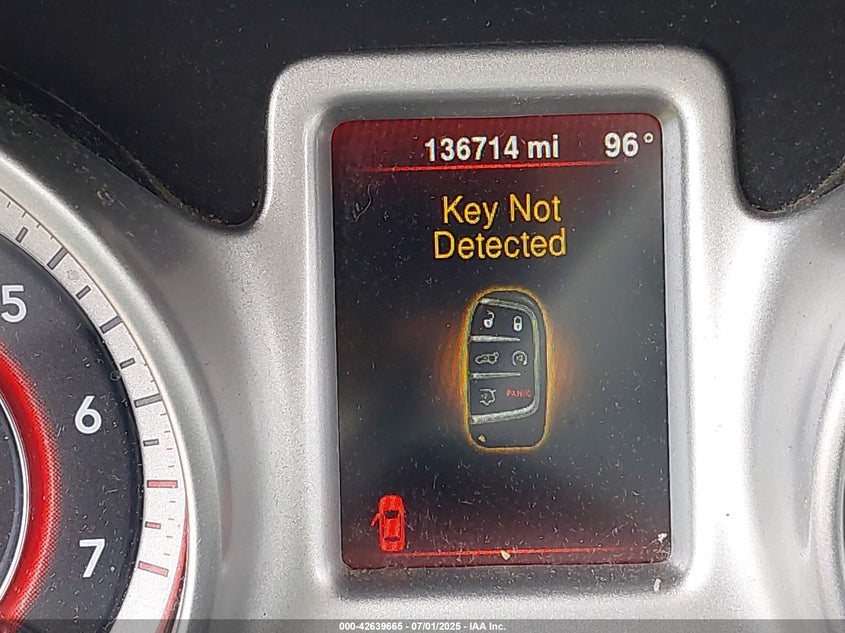 136714 mi 96°
Key Not
Detected
PANIC
5
6
7
000-42639665 - 07/01/2025 - IAA Inc.